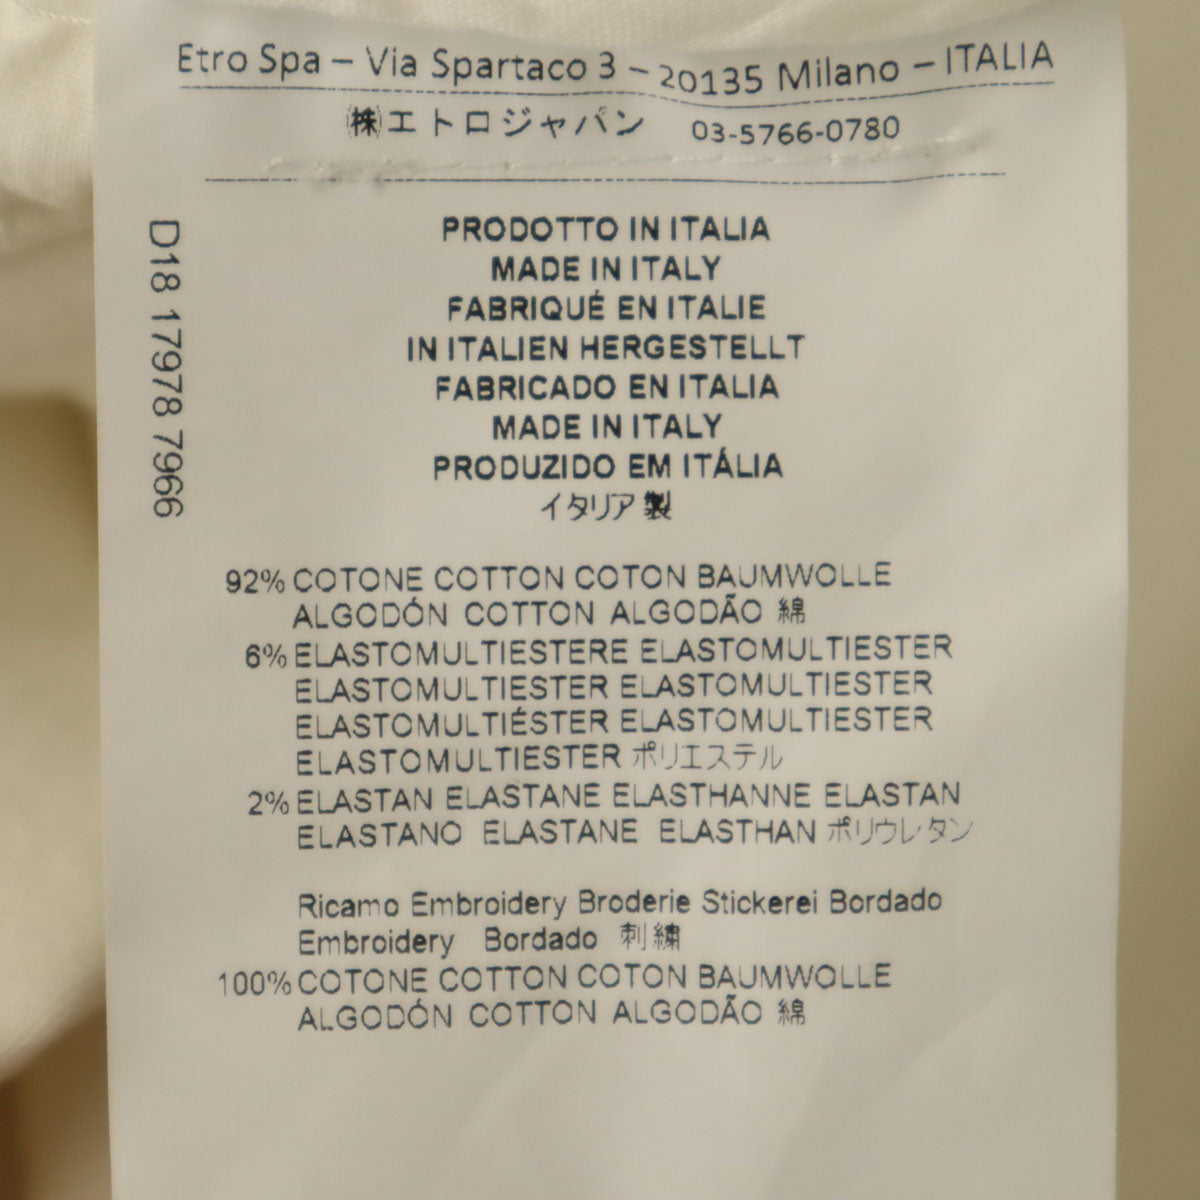 Etro Spa – Via Spartaco 3 – 20135 Milano – ITALIA
㈱エトロジャパン 03-5766-0780
D18 17978 7966
PRODOTTO IN ITALIA
MADE IN ITALY
FABRIQUÉ EN ITALIE
IN ITALIEN HERGESTELLT
FABRICADO EN ITALIA
MADE IN ITALY
PRODUZIDO EM ITÁLIA
イタリア製
92% COTONE COTTON COTON BAUMWOLLE
ALGODÓN COTTON ALGODÃO 綿
6% ELASTOMULTIESTERE ELASTOMULTIESTER
ELASTOMULTIESTER ELASTOMULTIESTER
ELASTOMULTIÉSTER ELASTOMULTIESTER
ELASTOMULTIESTER ポリエステル
2% ELASTAN ELASTANE ELASTHANNE ELASTAN
ELASTANO ELASTANE ELASTHAN ポリウレタン
Ricamo Embroidery Broderie Stickerei Bordado
Embroidery Bordado 刺繍
100% COTONE COTTON COTON BAUMWOLLE
ALGODÓN COTTON ALGODÃO 綿